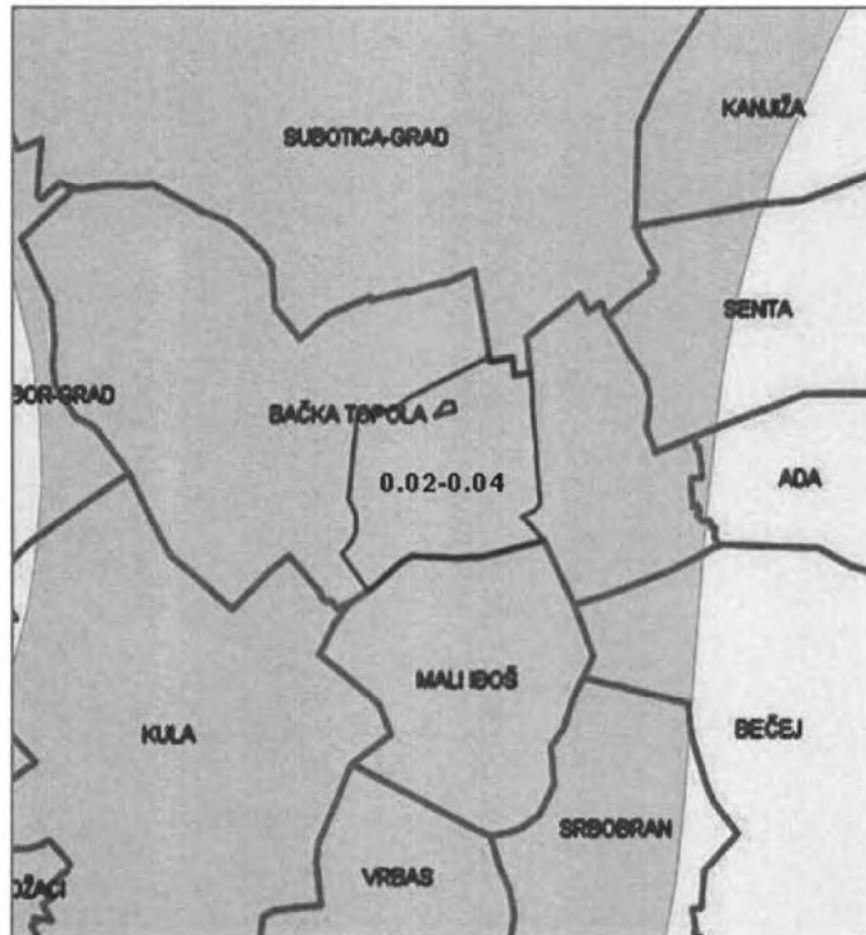 KANJIŽA
SUBOTICA-GRAD
SENTA
BOR-GRAD
BAČKA TOPOLA
ADA
0.02-0.04
MALI IĐOŠ
KULA
BEČEJ
SRBOBRAN
VRBAS
DŽACI